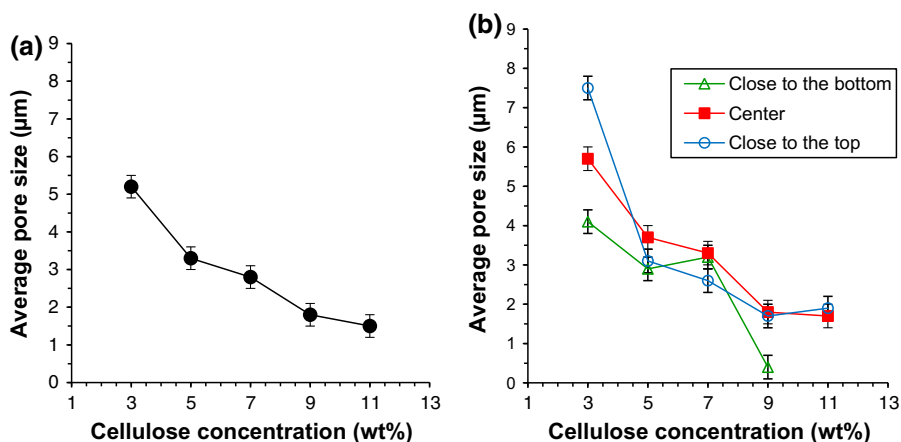 (a)
Average pore size (µm)
9
8
7
6
5
4
3
2
1
0
1 3 5 7 9 11 13
Cellulose concentration (wt%)
(b)
Average pore size (µm)
9
8
7
6
5
4
3
2
1
0
Close to the bottom
Center
Close to the top
1 3 5 7 9 11 13
Cellulose concentration (wt%)